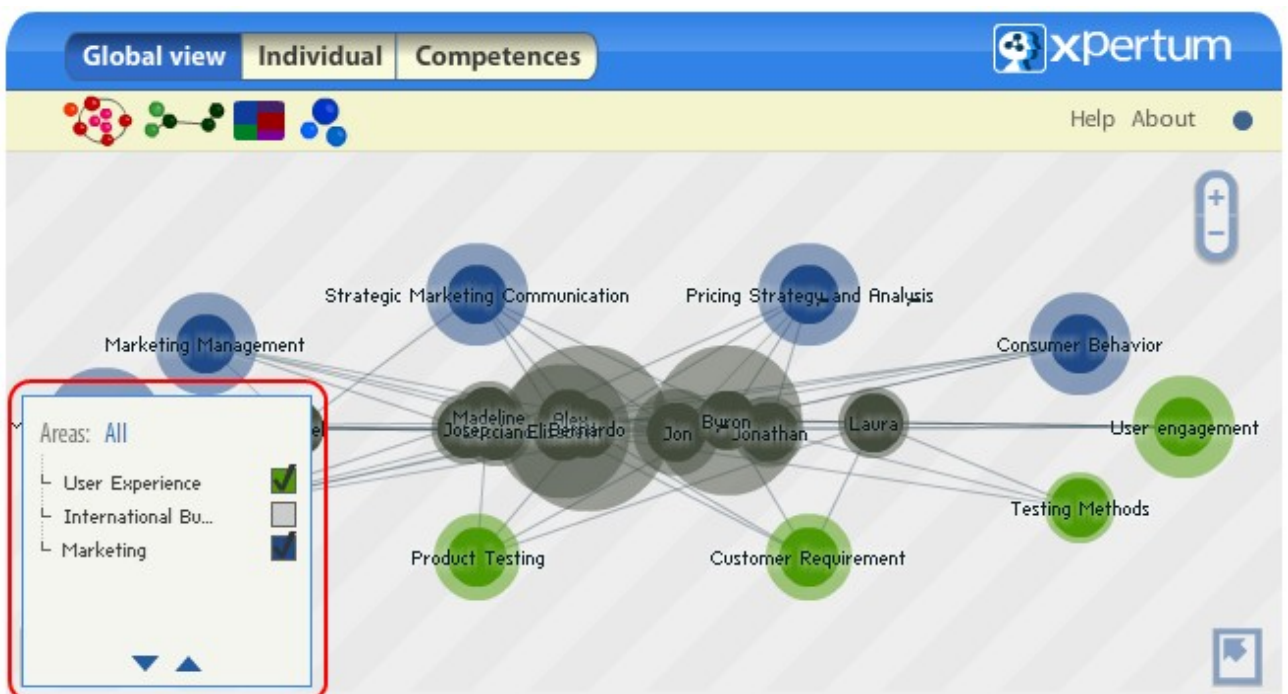 Global view
Individual
Competences
xpertum
Help About
+
-
Strategic Marketing Communication
Pricing Strategy and Analysis
Marketing Management
Consumer Behavior
Madeline
Alex
Byron
Laura
Bernardo
Jon
Jonathan
User engagement
Areas: All
User Experience
International Bu...
Marketing
Testing Methods
Product Testing
Customer Requirement